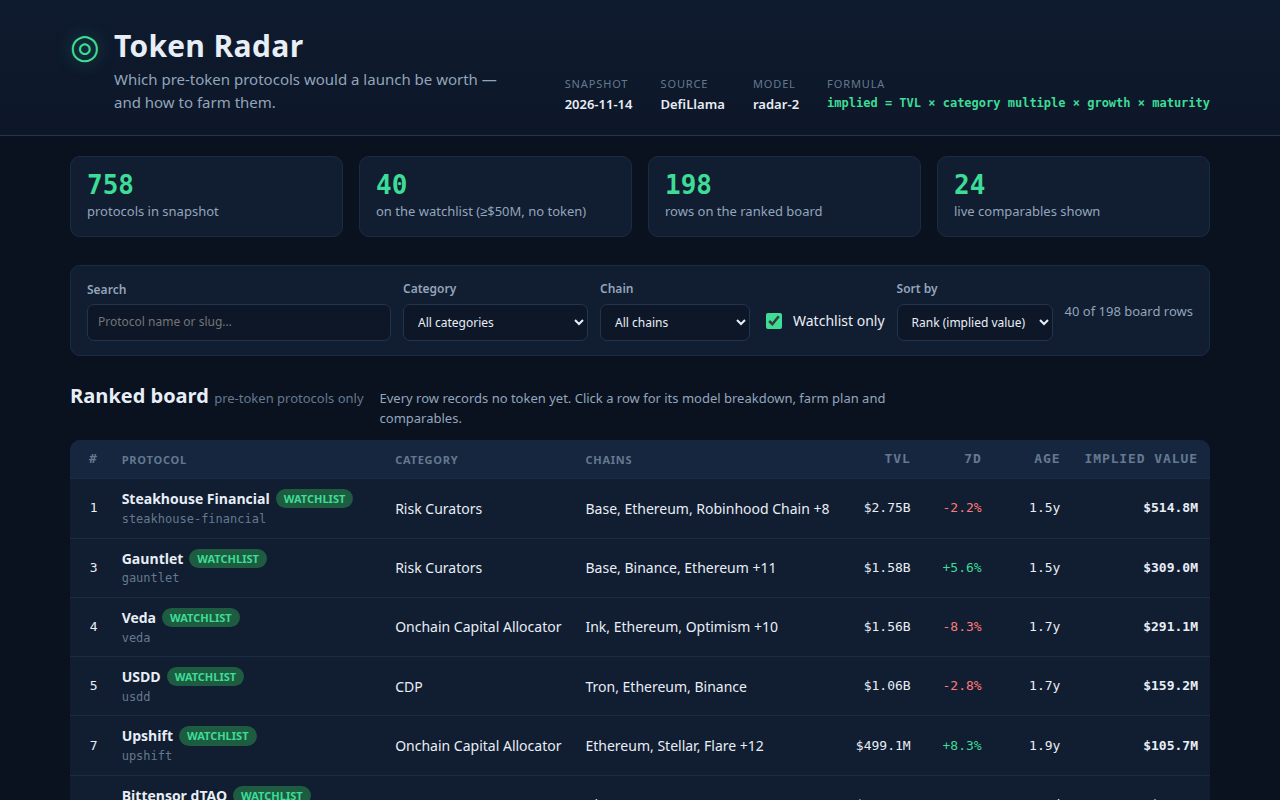 Token Radar
Which pre-token protocols would a launch be worth —
and how to farm them.
SNAPSHOT
2026-11-14
SOURCE
DefiLlama
MODEL
radar-2
FORMULA
implied = TVL × category multiple × growth × maturity
758
protocols in snapshot
40
on the watchlist (≥$50M, no token)
198
rows on the ranked board
24
live comparables shown
Search
Protocol name or slug...
Category
All categories
Chain
All chains
Watchlist only
Sort by
Rank (implied value)
40 of 198 board rows
Ranked board pre-token protocols only
Every row records no token yet. Click a row for its model breakdown, farm plan and
comparables.
# PROTOCOL CATEGORY CHAINS TVL 7D AGE IMPLIED VALUE
1 Steakhouse Financial WATCHLIST Risk Curators Base, Ethereum, Robinhood Chain +8 $2.75B -2.2% 1.5y $514.8M
steakhouse-financial
3 Gauntlet WATCHLIST Risk Curators Base, Binance, Ethereum +11 $1.58B +5.6% 1.5y $309.0M
gauntlet
4 Veda WATCHLIST Onchain Capital Allocator Ink, Ethereum, Optimism +10 $1.56B -8.3% 1.7y $291.1M
veda
5 USDD WATCHLIST CDP Tron, Ethereum, Binance $1.06B -2.8% 1.7y $159.2M
usdd
7 Upshift WATCHLIST Onchain Capital Allocator Ethereum, Stellar, Flare +12 $499.1M +8.3% 1.9y $105.7M
upshift
Bittensor dTAO WATCHLIST